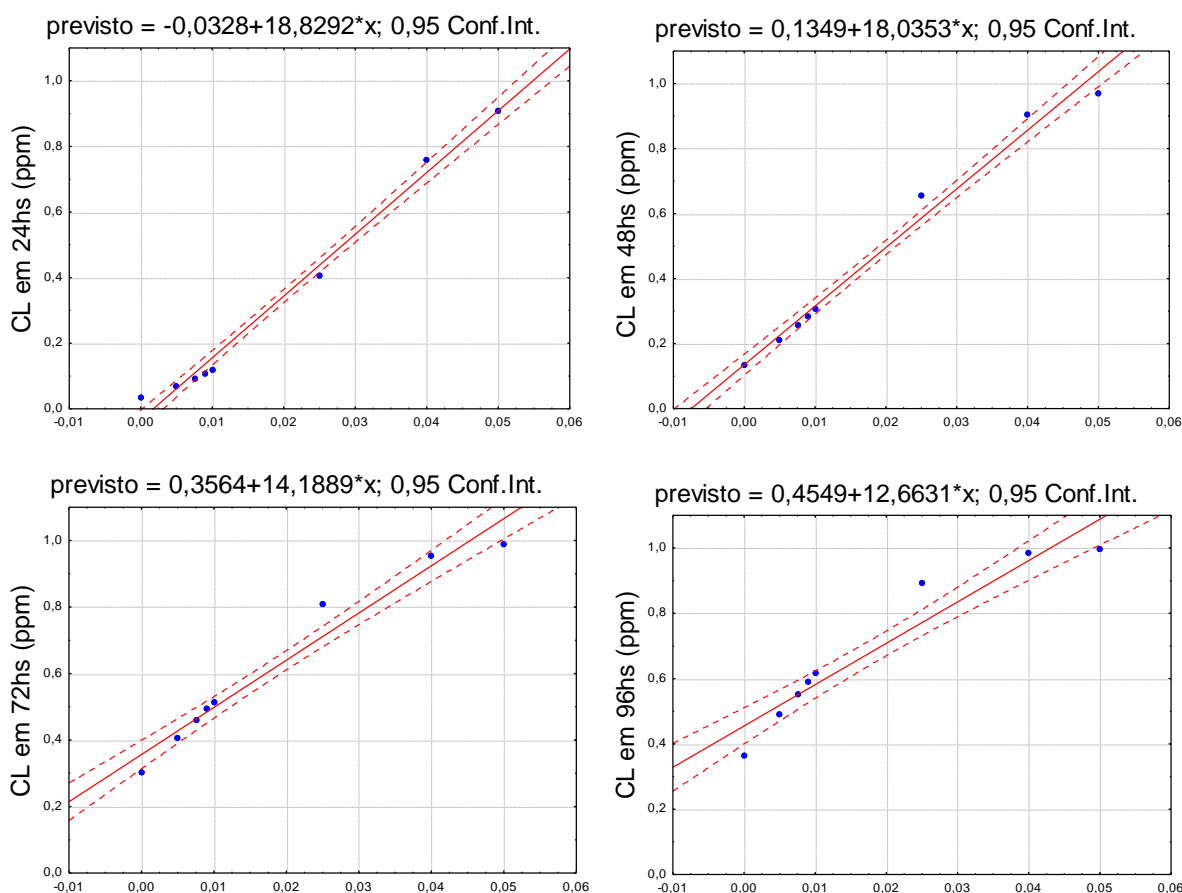 previsto = -0,0328+18,8292*x; 0,95 Conf.Int.
1,0
0,8
0,6
0,4
0,2
0,0
CL em 24hs (ppm)
-0,01 0,00 0,01 0,02 0,03 0,04 0,05 0,06
previsto = 0,1349+18,0353*x; 0,95 Conf.Int.
1,0
0,8
0,6
0,4
0,2
0,0
CL em 48hs (ppm)
-0,01 0,00 0,01 0,02 0,03 0,04 0,05 0,06
previsto = 0,3564+14,1889*x; 0,95 Conf.Int.
1,0
0,8
0,6
0,4
0,2
0,0
CL em 72hs (ppm)
-0,01 0,00 0,01 0,02 0,03 0,04 0,05 0,06
previsto = 0,4549+12,6631*x; 0,95 Conf.Int.
1,0
0,8
0,6
0,4
0,2
0,0
CL em 96hs (ppm)
-0,01 0,00 0,01 0,02 0,03 0,04 0,05 0,06